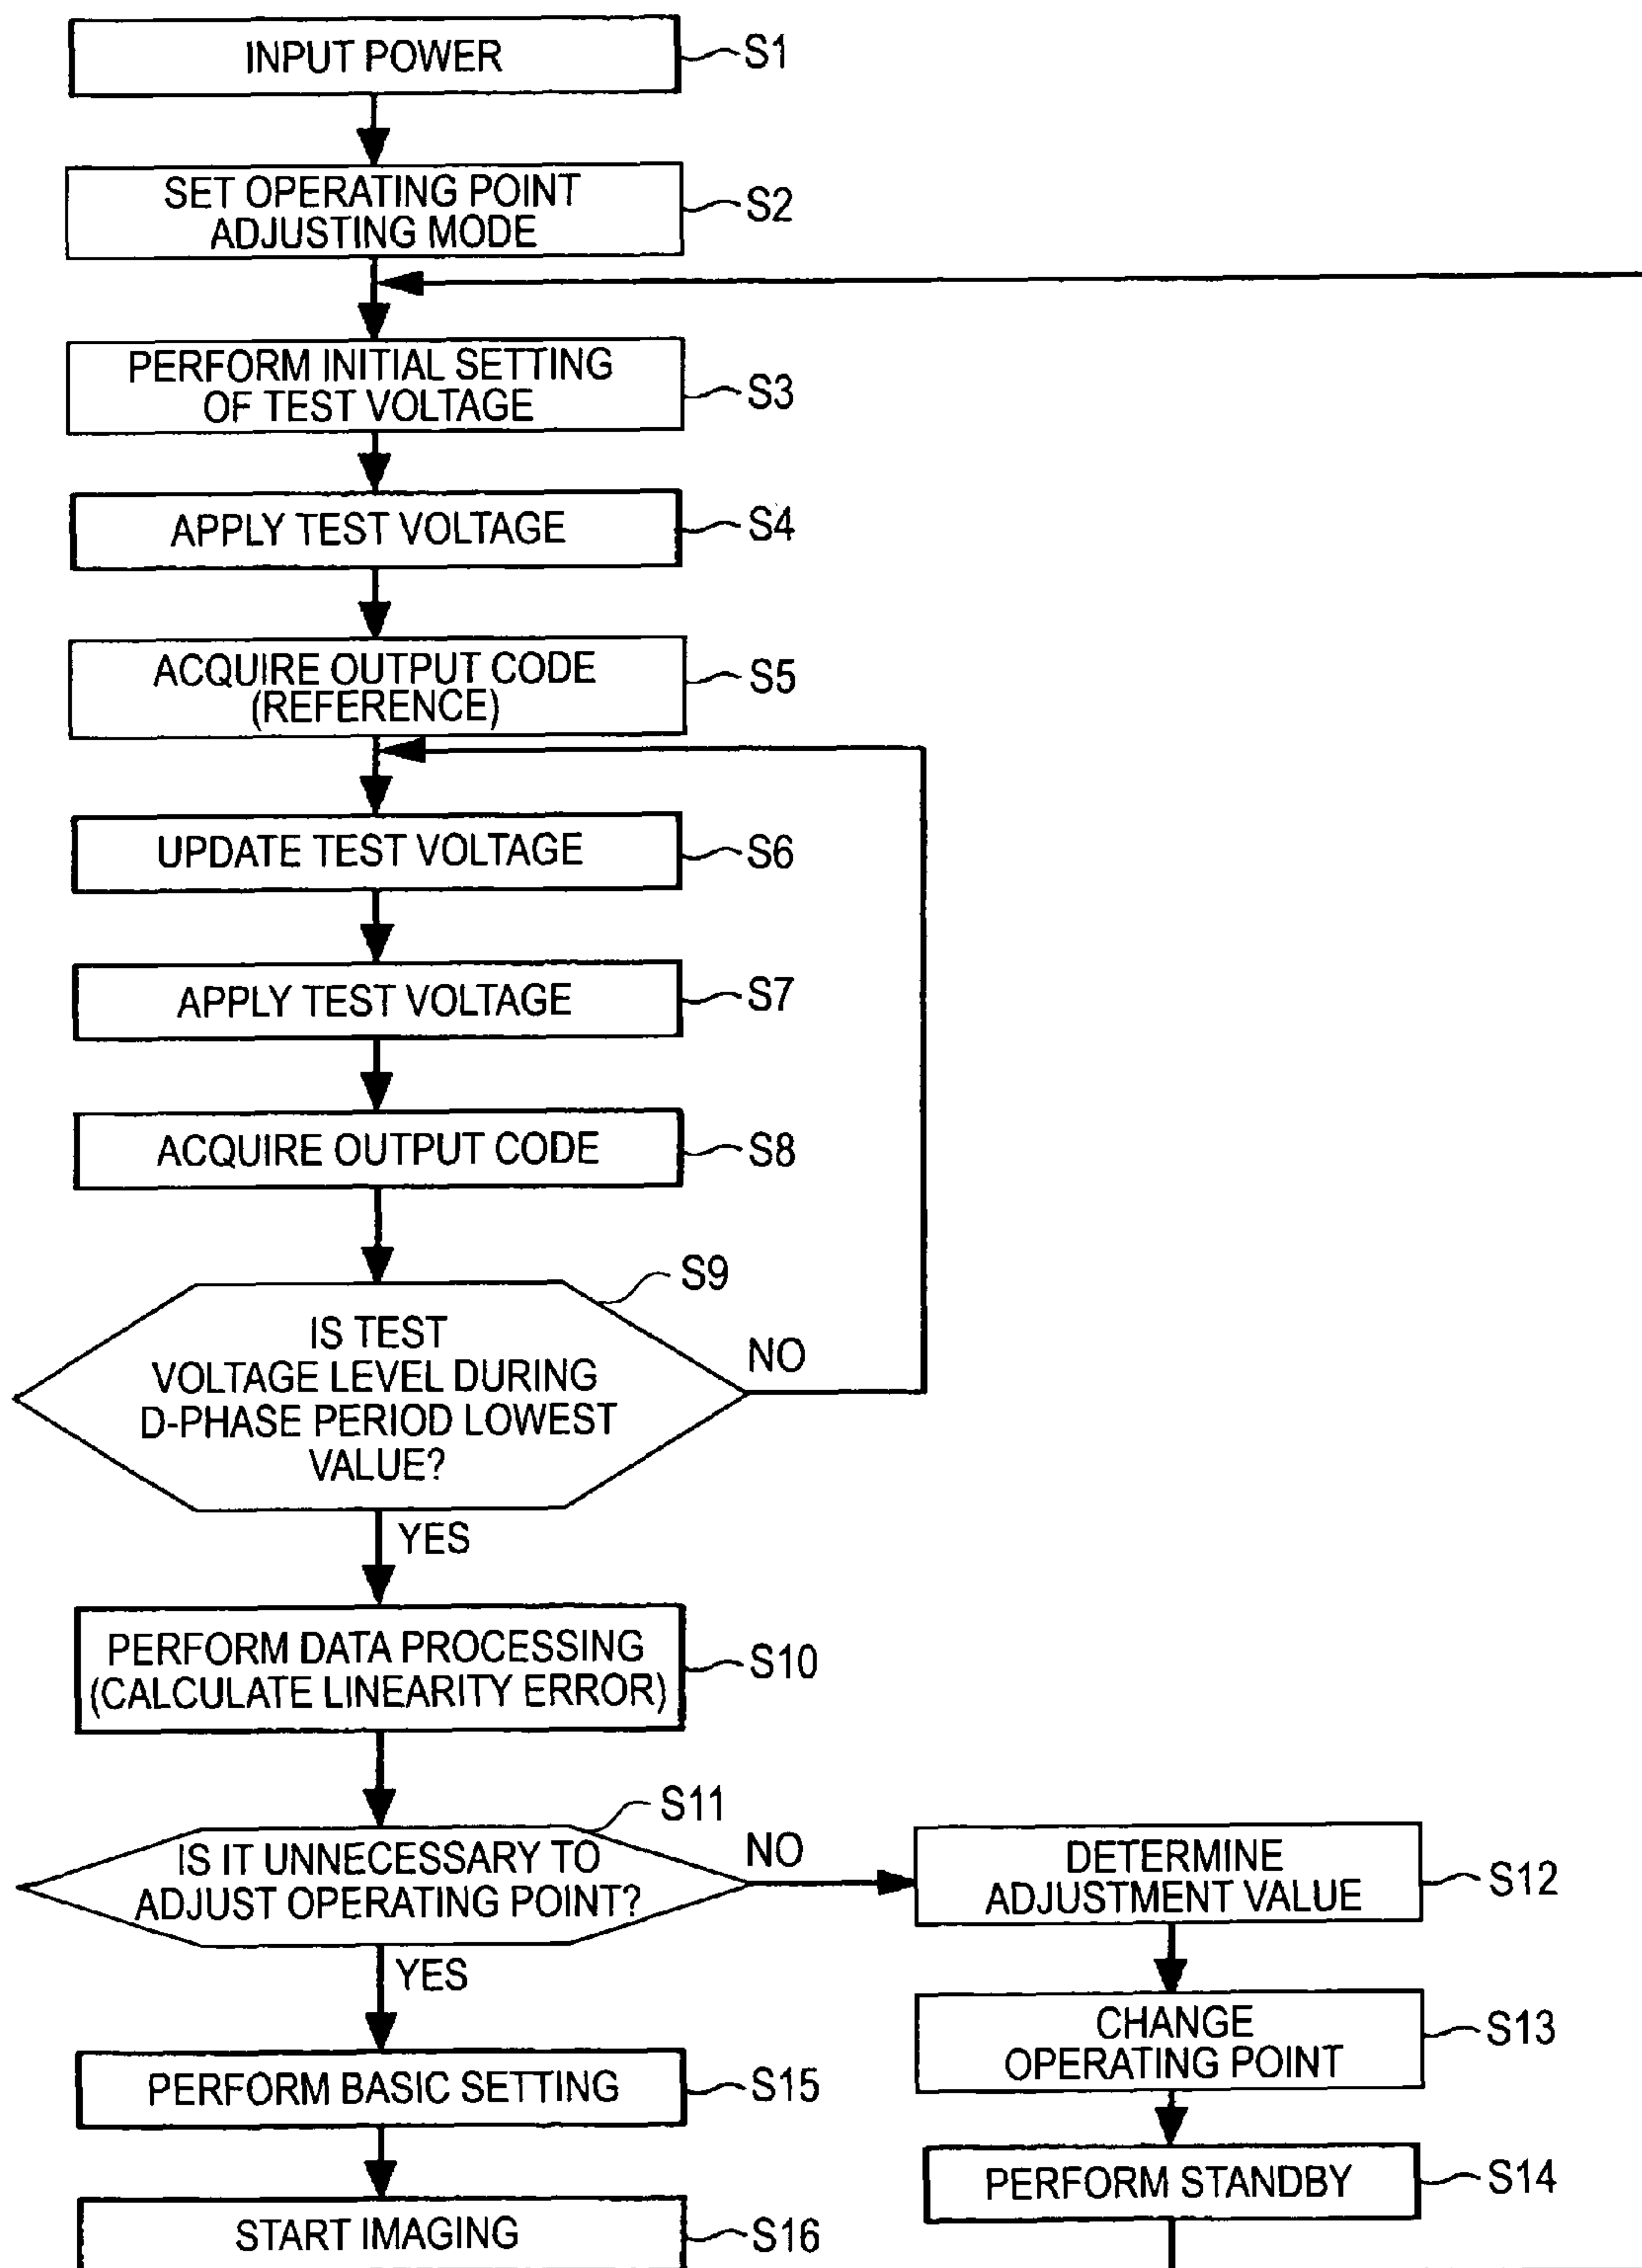 INPUT POWER
S1
SET OPERATING POINT
ADJUSTING MODE
S2
PERFORM INITIAL SETTING
OF TEST VOLTAGE
S3
APPLY TEST VOLTAGE
S4
ACQUIRE OUTPUT CODE
(REFERENCE)
S5
UPDATE TEST VOLTAGE
S6
APPLY TEST VOLTAGE
S7
ACQUIRE OUTPUT CODE
S8
S9
IS TEST
VOLTAGE LEVEL DURING
D-PHASE PERIOD LOWEST
VALUE?
NO
YES
PERFORM DATA PROCESSING
(CALCULATE LINEARITY ERROR)
S10
S11
IS IT UNNECESSARY TO
ADJUST OPERATING POINT?
NO
YES
DETERMINE
ADJUSTMENT VALUE
S12
CHANGE
OPERATING POINT
S13
PERFORM BASIC SETTING
S15
PERFORM STANDBY
S14
START IMAGING
S16